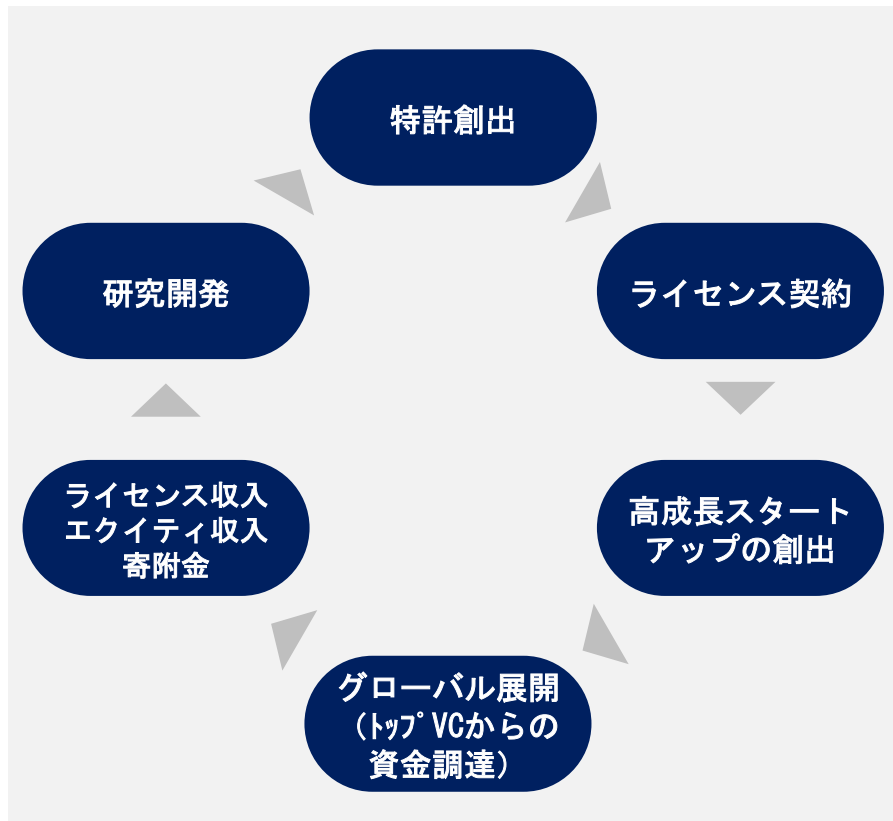 特許創出
ライセンス契約
高成長スタート
アップの創出
グローバル展開
（ﾄｯﾌﾟVCからの
資金調達）
ライセンス収入
エクイティ収入
寄附金
研究開発